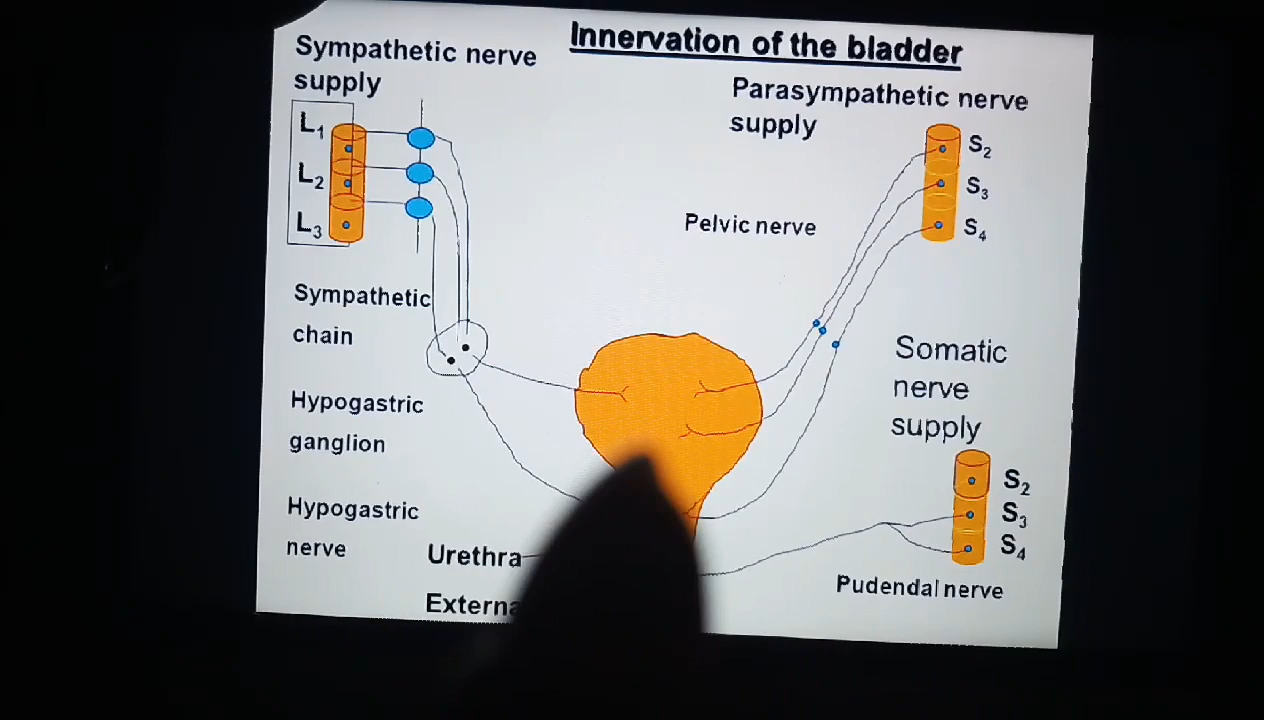 Innervation of the bladder
Sympathetic nerve
supply
L1
L2
L3
Sympathetic
chain
Hypogastric
ganglion
Hypogastric
nerve
Urethra
Parasympathetic nerve
supply
S2
S3
S4
Pelvic nerve
Somatic
nerve
supply
S2
S3
S4
Pudendal nerve